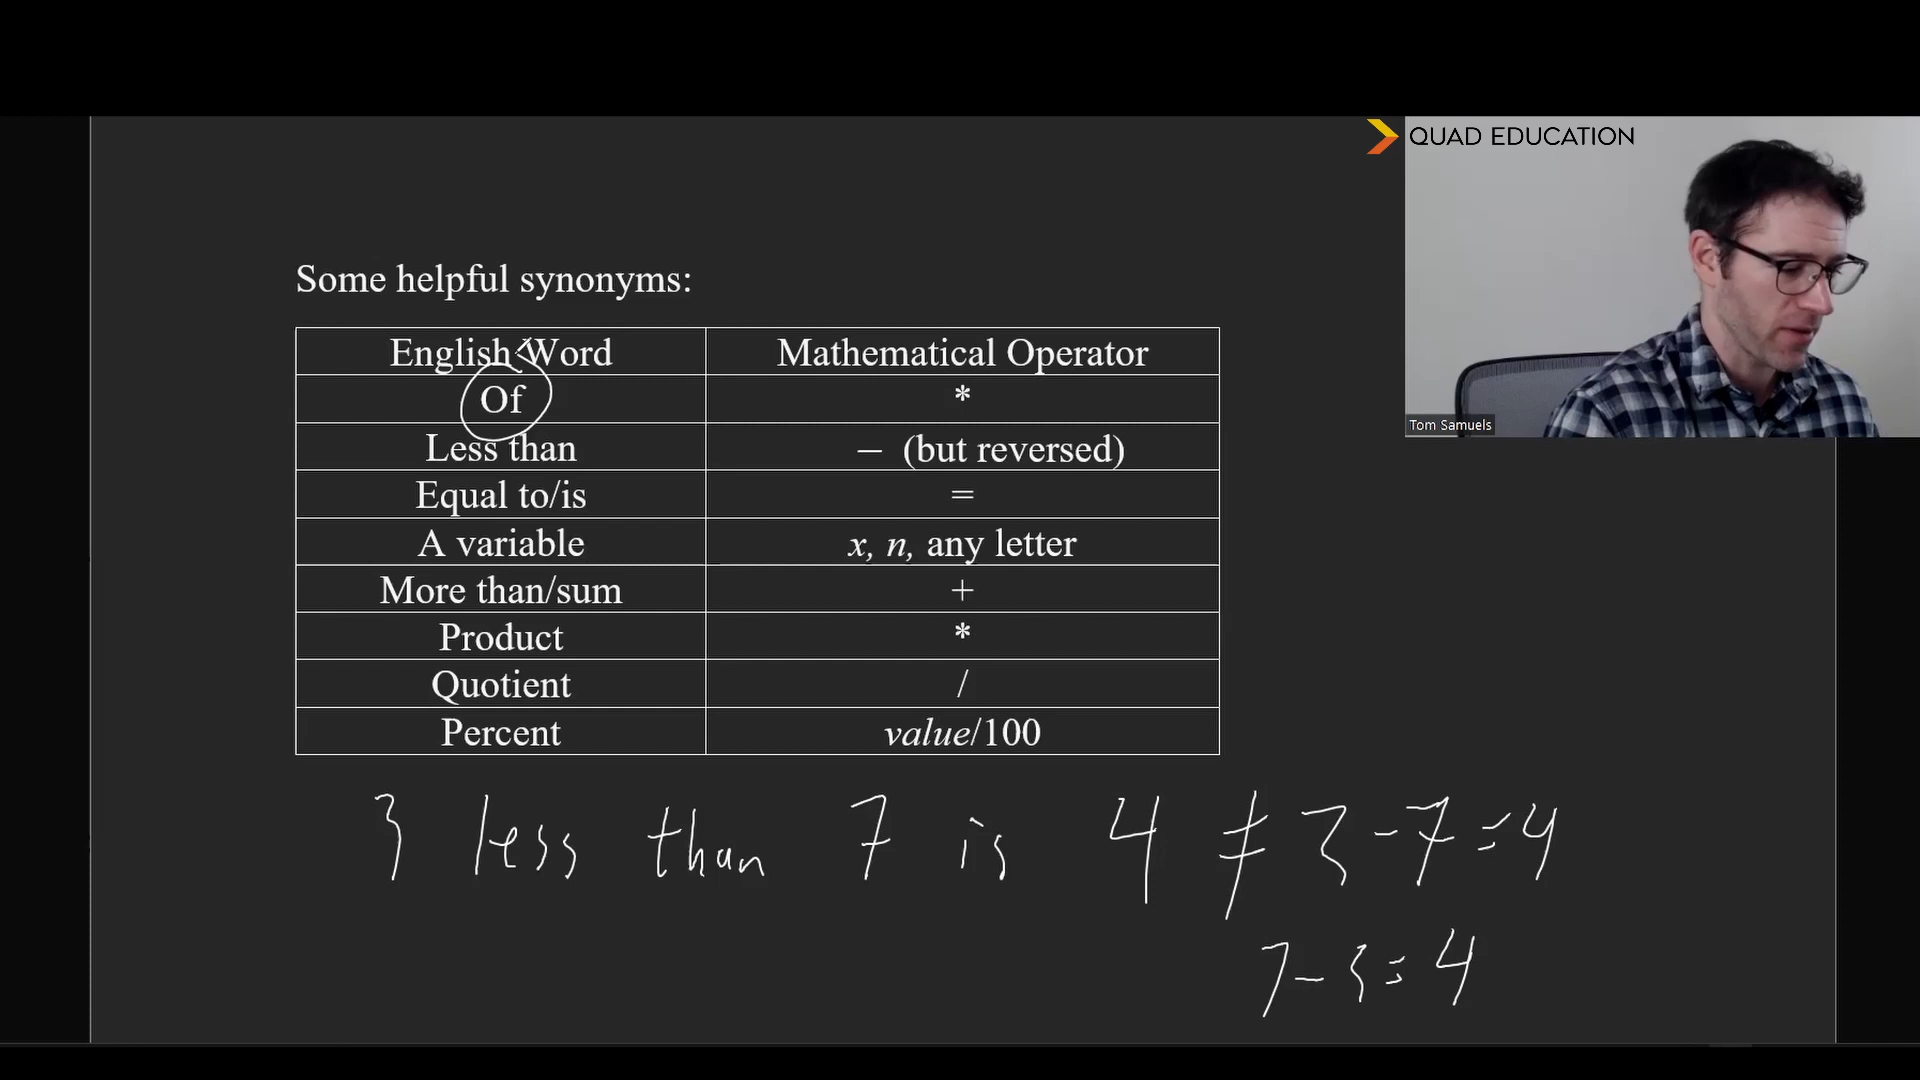 QUAD EDUCATION
Tom Samuels
Some helpful synonyms:
English Word Mathematical Operator
Of *
Less than — (but reversed)
Equal to/is =
A variable x, n, any letter
More than/sum +
Product *
Quotient /
Percent value/100
3 less than 7 is 4 ≠ 3-7=4
7-3=4